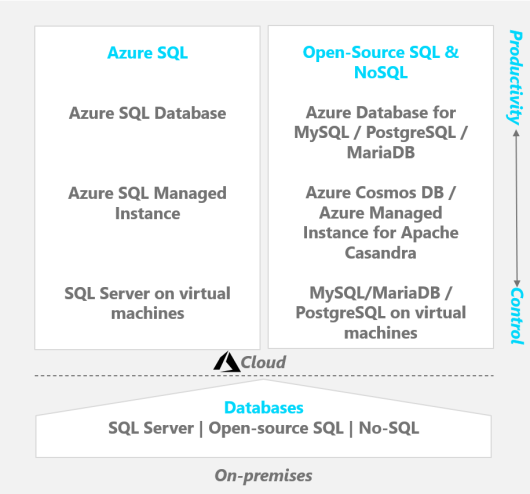 Azure SQL
Azure SQL Database
Azure SQL Managed
Instance
SQL Server on virtual
machines
Open-Source SQL &
NoSQL
Azure Database for
MySQL / PostgreSQL /
MariaDB
Azure Cosmos DB /
Azure Managed
Instance for Apache
Casandra
MySQL/MariaDB /
PostgreSQL on virtual
machines
Productivity
Control
Cloud
Databases
SQL Server | Open-source SQL | No-SQL
On-premises